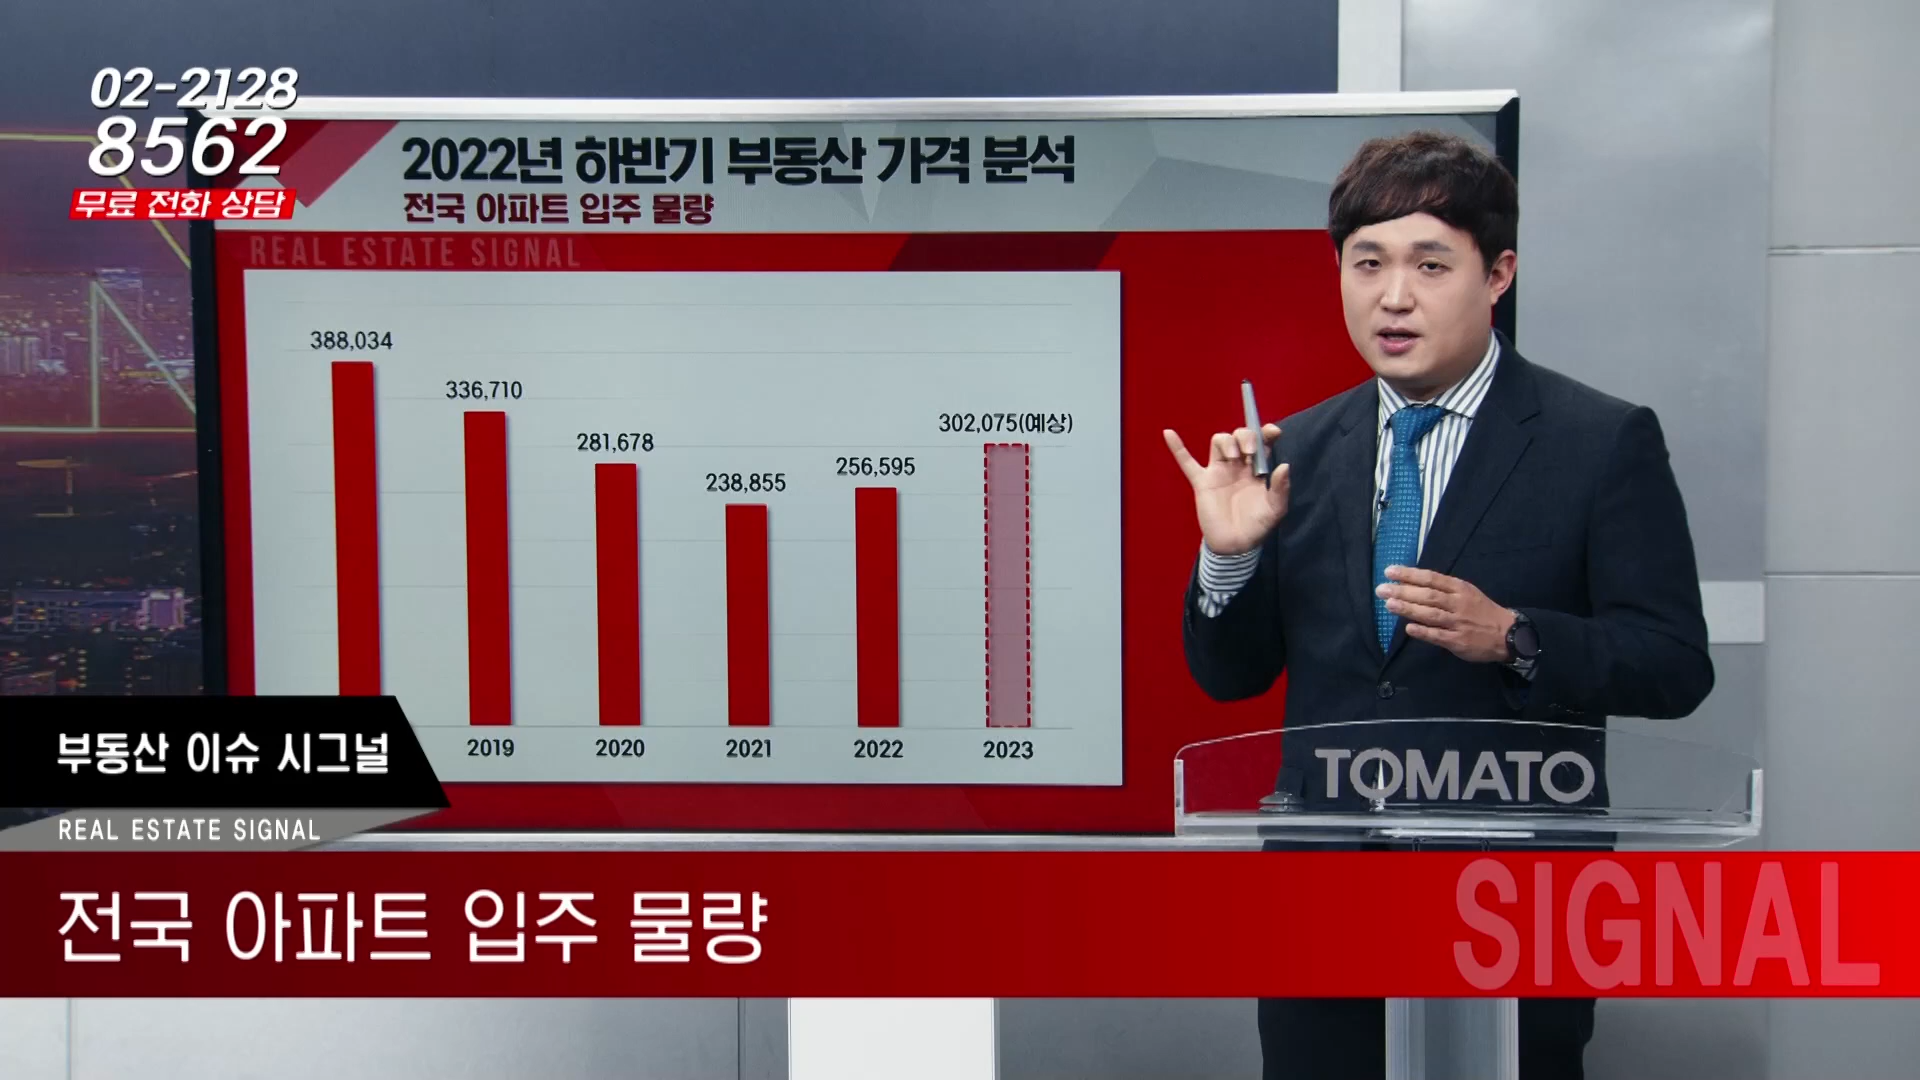 02-2128
8562
무료 전화 상담
2022년 하반기 부동산 가격 분석
전국 아파트 입주 물량
REAL ESTATE SIGNAL
388,034
336,710
281,678
238,855
256,595
302,075(예상)
2019
2020
2021
2022
2023
TOMATO
부동산 이슈 시그널
REAL ESTATE SIGNAL
전국 아파트 입주 물량
SIGNAL